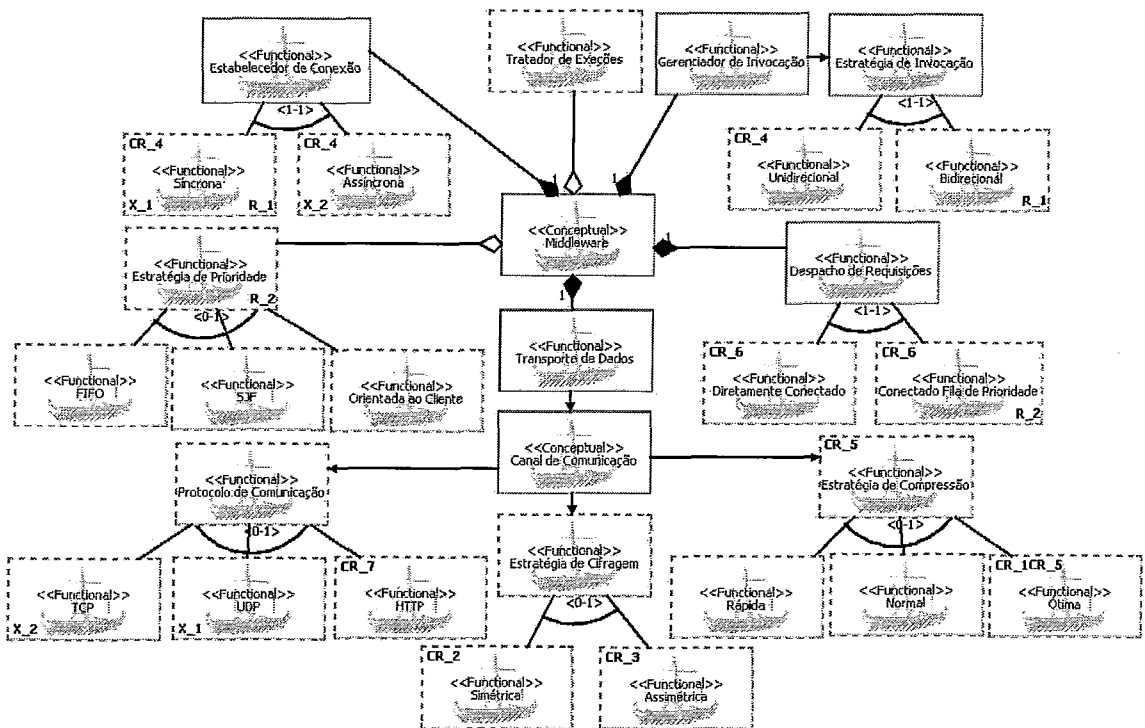 <<Functional>>
Estabelecedor de Conexão
<1-1>
<<Functional>>
Tratador de Exeções
<<Functional>>
Gerenciador de Invocação
<<Functional>>
Estratégia de Invocação
<1-1>
CR_4
<<Functional>>
Síncrona
X_1
R_1
CR_4
<<Functional>>
Assíncrona
X_2
CR_4
<<Functional>>
Unidirecional
<<Functional>>
Bidirecional
R_1
1
1
<<Conceptual>>
Middleware
1
1
<<Functional>>
Estratégia de Prioridade
R_2
<0-1>
<<Functional>>
Despacho de Requisições
<1-1>
<<Functional>>
FIFO
<<Functional>>
SJF
<<Functional>>
Orientada ao Cliente
<<Functional>>
Transporte de Dados
CR_6
<<Functional>>
Diretamente Conectado
CR_6
<<Functional>>
Conectado Fila de Prioridade
R_2
<<Functional>>
Protocolo de Comunicação
<0-1>
<<Conceptual>>
Canal de Comunicação
CR_5
<<Functional>>
Estratégia de Compressão
<0-1>
<<Functional>>
Estratégia de Cifragem
<0-1>
<<Functional>>
TCP
X_2
<<Functional>>
UDP
X_1
CR_7
<<Functional>>
HTTP
<<Functional>>
Rápida
<<Functional>>
Normal
CR_1CR_5
<<Functional>>
Ótima
CR_2
<<Functional>>
Simétrica
CR_3
<<Functional>>
Assimétrica